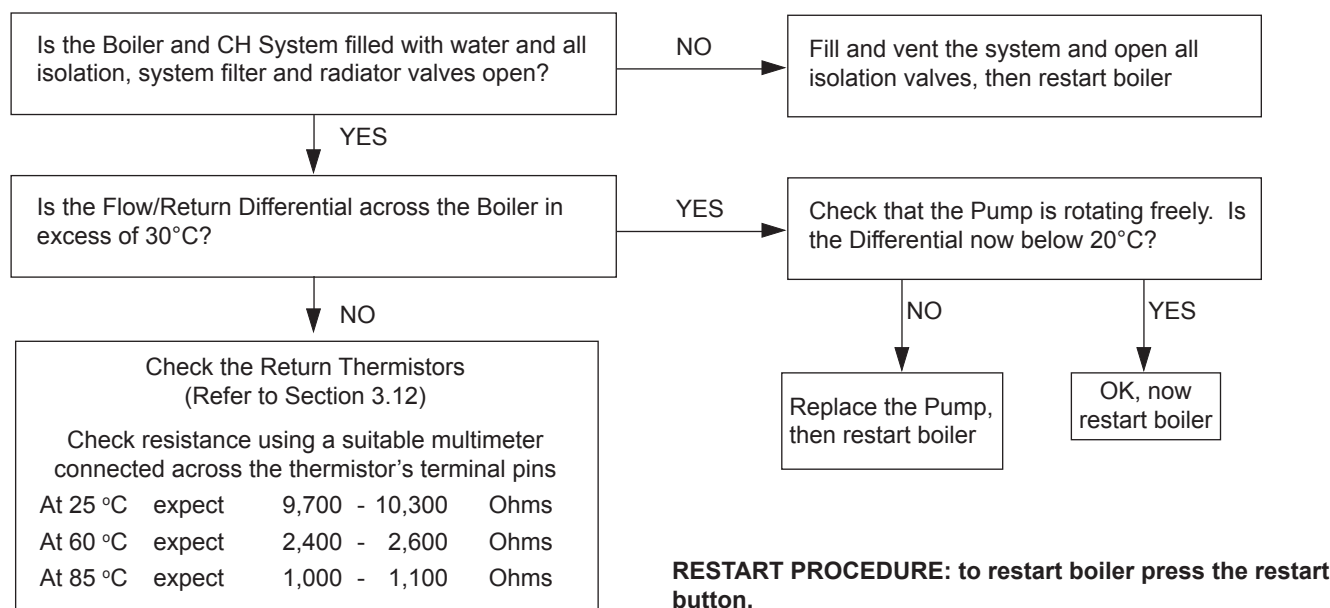 Is the Boiler and CH System filled with water and all
isolation, system filter and radiator valves open?
NO
Fill and vent the system and open all
isolation valves, then restart boiler
YES
Is the Flow/Return Differential across the Boiler in
excess of 30°C?
YES
Check that the Pump is rotating freely. Is
the Differential now below 20°C?
NO
NO
YES
Check the Return Thermistors
(Refer to Section 3.12)
Check resistance using a suitable multimeter
connected across the thermistor's terminal pins
At 25 °C expect 9,700 - 10,300 Ohms
At 60 °C expect 2,400 - 2,600 Ohms
At 85 °C expect 1,000 - 1,100 Ohms
Replace the Pump,
then restart boiler
OK, now
restart boiler
RESTART PROCEDURE: to restart boiler press the restart
button.